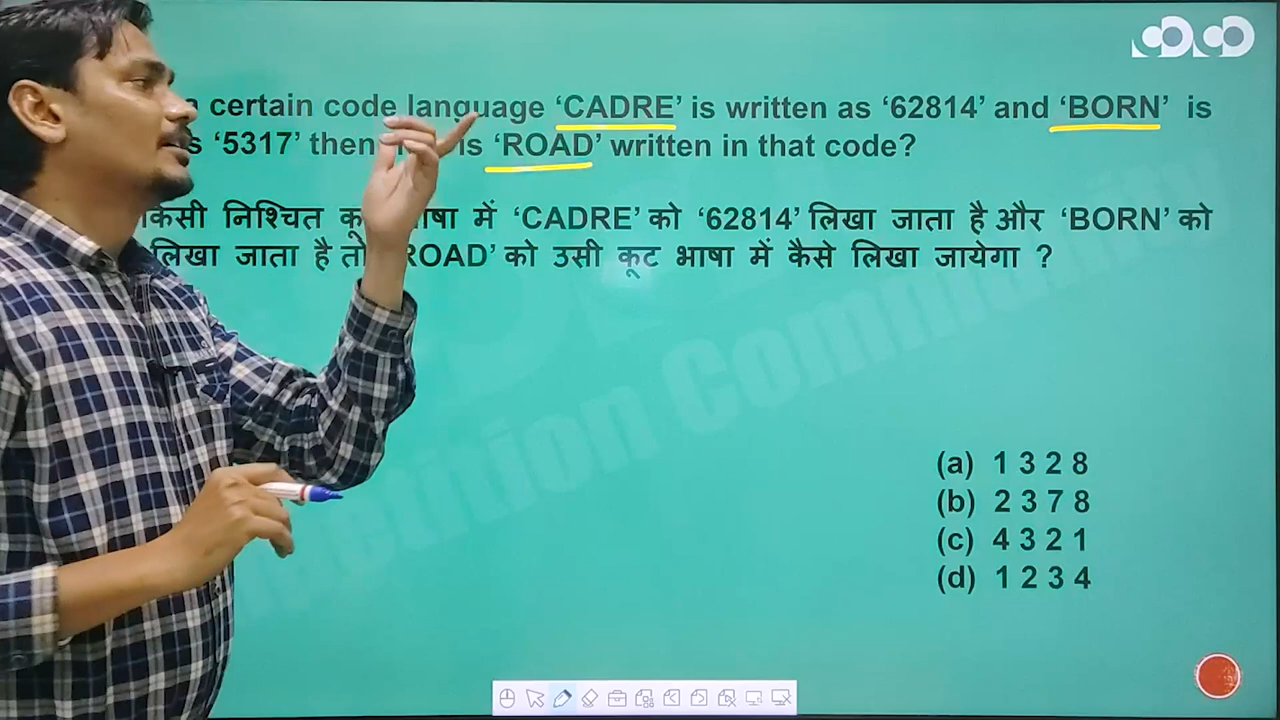 certain code language ‘CADRE’ is written as ‘62814’ and ‘BORN’ is
‘5317’ then is ‘ROAD’ written in that code?
किसी निश्चित भाषा में ‘CADRE’ को ‘62814’ लिखा जाता है और ‘BORN’ को
लिखा जाता है तो ROAD’ को उसी कूट भाषा में कैसे लिखा जायेगा ?
(a) 1 3 2 8
(b) 2 3 7 8
(c) 4 3 2 1
(d) 1 2 3 4
Community